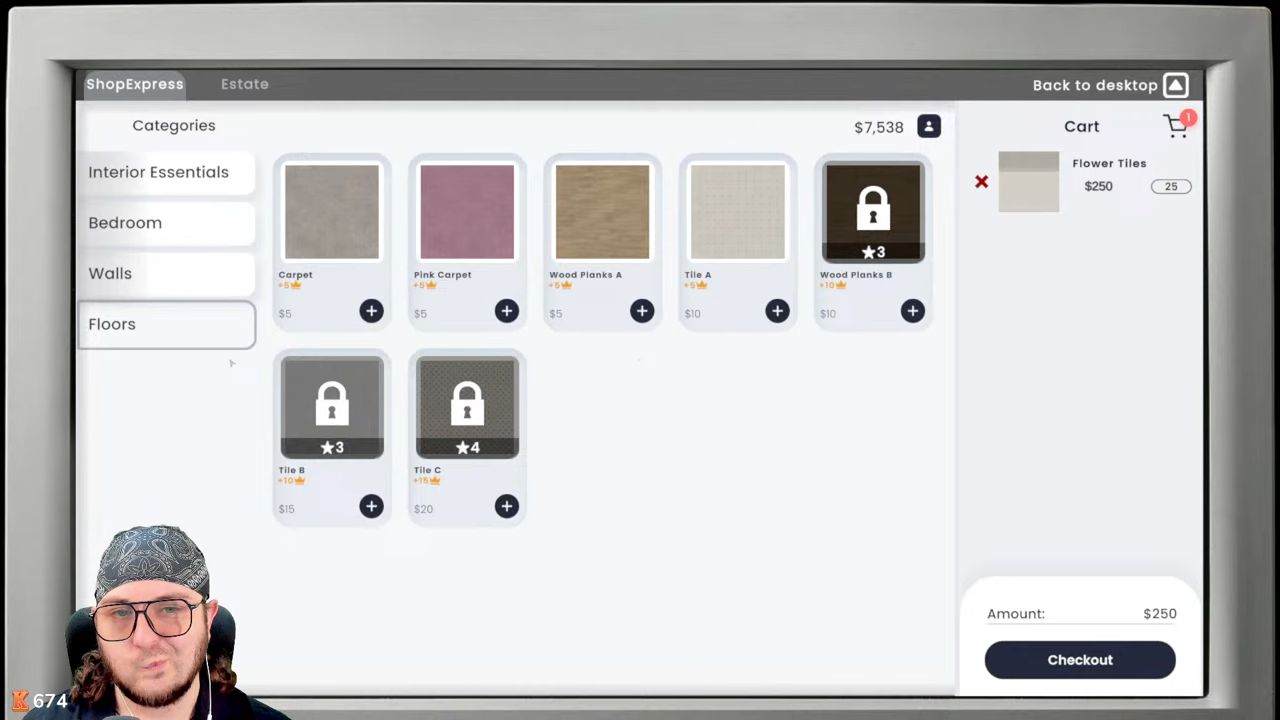 ShopExpress
Estate
Back to desktop
Categories
$7,538
Cart
1
Interior Essentials
Bedroom
Walls
Floors
Flower Tiles
$250
25
Carpet
+5
$5
Pink Carpet
+5
$5
Wood Planks A
+5
$5
Tile A
+5
$10
★3
Wood Planks B
+10
$10
★3
Tile B
+10
$15
★4
Tile C
+15
$20
Amount:
$250
Checkout
K 674